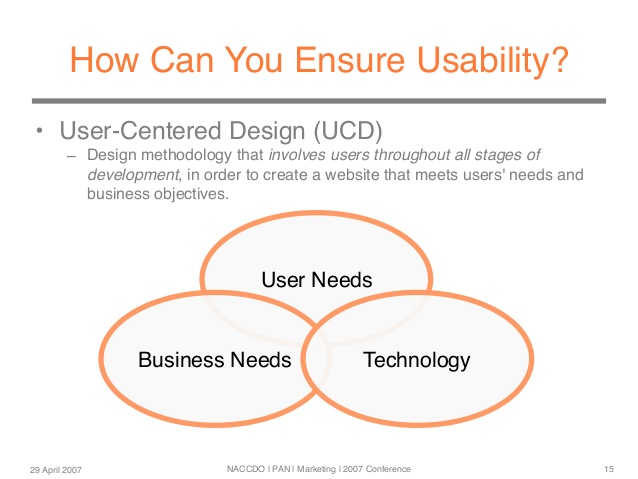 How Can You Ensure Usability?
• User-Centered Design (UCD)
– Design methodology that involves users throughout all stages of
development, in order to create a website that meets users' needs and
business objectives.
User Needs
Business Needs
Technology
29 April 2007
NACCDO | PAN | Marketing | 2007 Conference
15